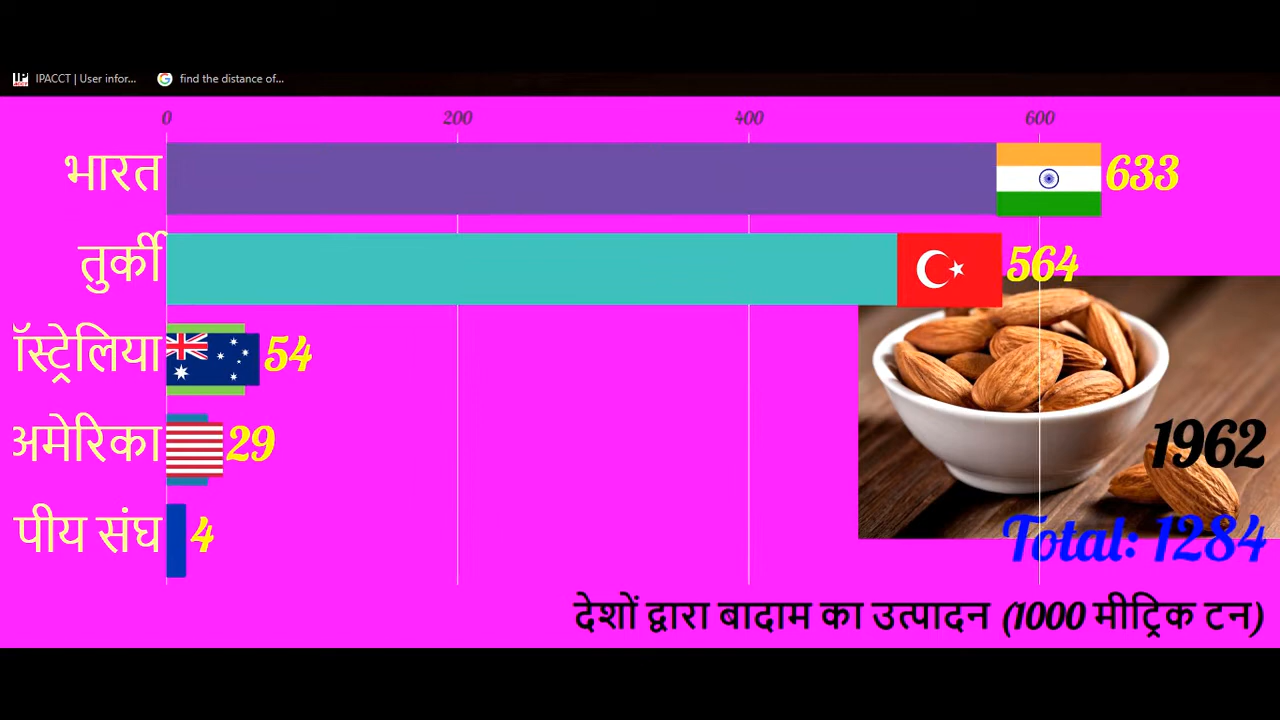 IPACCT | User infor...
find the distance of...
0 200 400 600
भारत 633
तुर्की 564
ॉस्ट्रेलिया 54
अमेरिका 29
पीय संघ 4
1962
Total: 1284
देशों द्वारा बादाम का उत्पादन (1000 मीट्रिक टन)